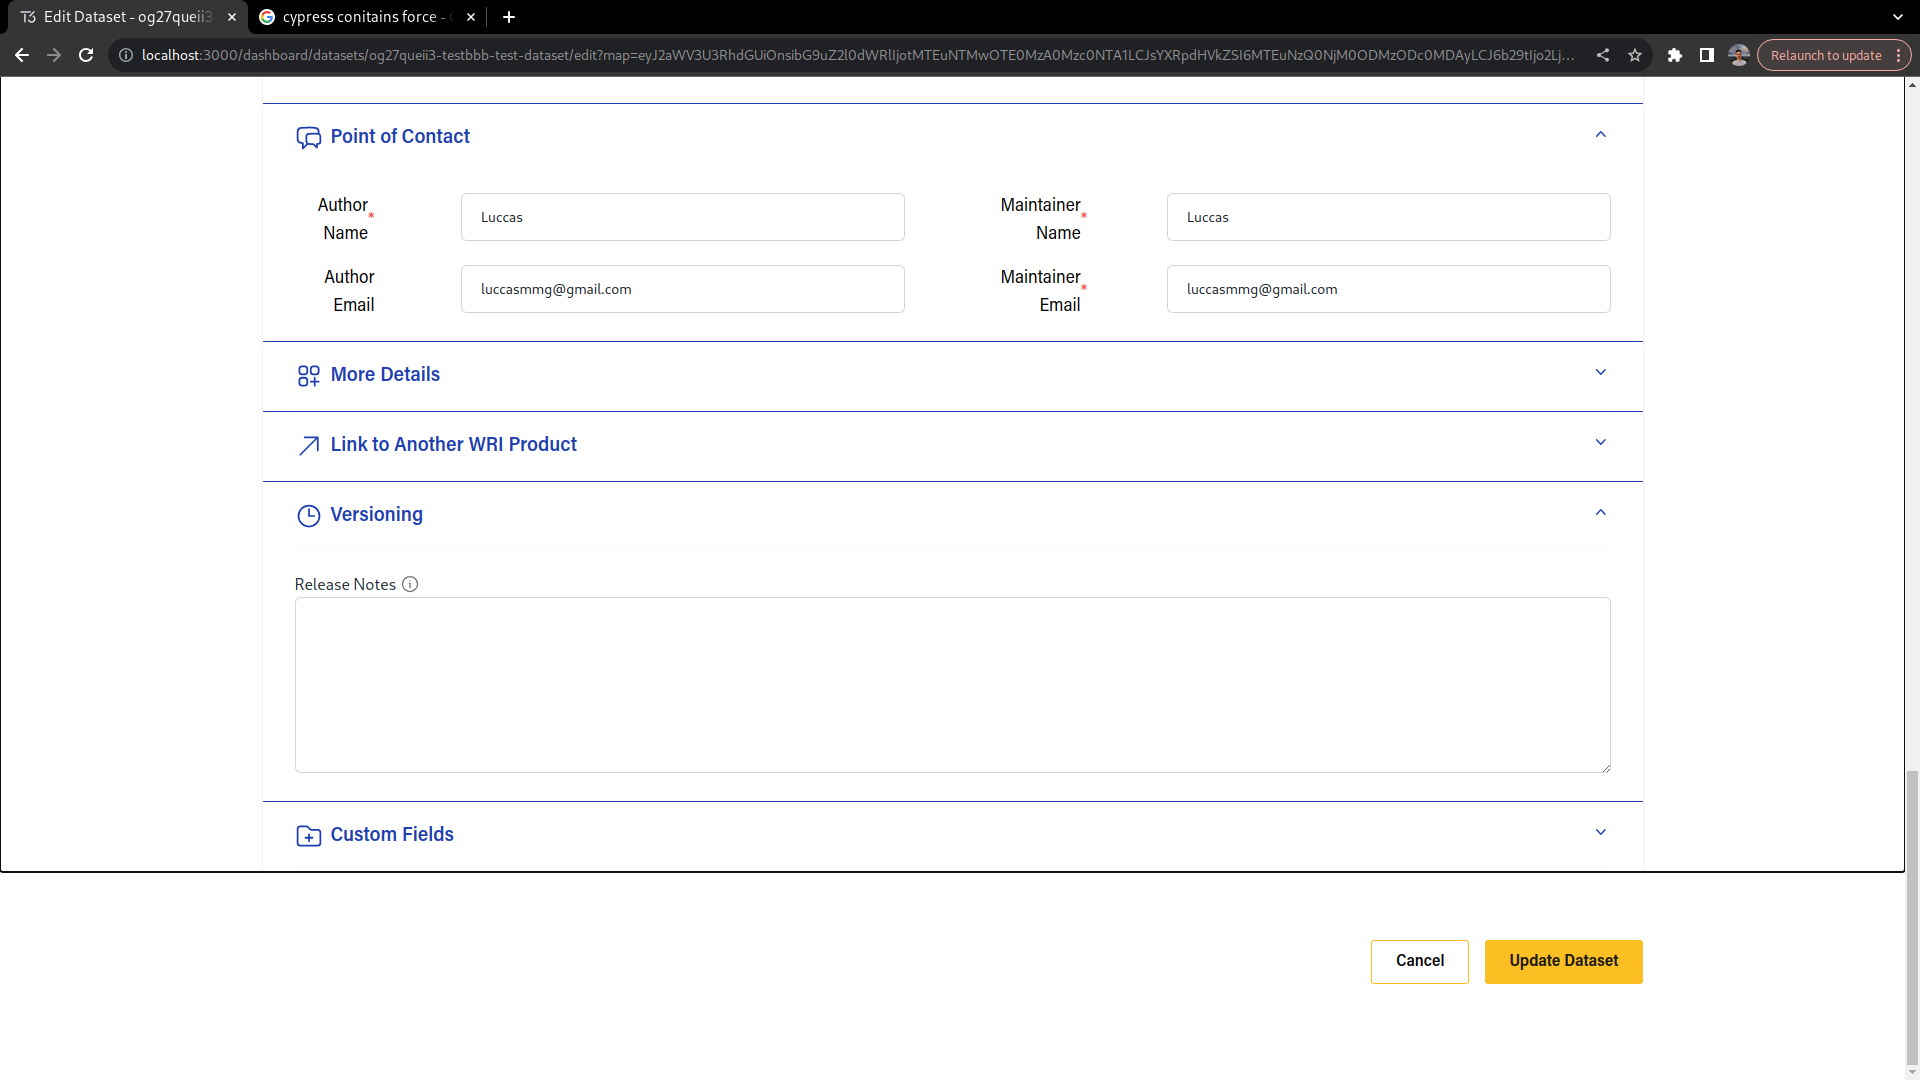 Edit Dataset - og27queii3
cypress conitains force -
localhost:3000/dashboard/datasets/og27queii3-testbbb-test-dataset/edit?map=eyJ2aWV3U3RhdGUiOnsibG9uZ2l0dWRlIjotMTEuNTMwOTE0MzA0Mzc0NTA1LCJsYXRpdHVkZSI6MTEuNzQ0NjM0ODMzODc0MDAyLCJ6b29tIjo2Lj...
Relaunch to update
Point of Contact
Author Name *
Luccas
Maintainer Name *
Luccas
Author Email
luccasmmg@gmail.com
Maintainer Email *
luccasmmg@gmail.com
More Details
Link to Another WRI Product
Versioning
Release Notes
Custom Fields
Cancel
Update Dataset